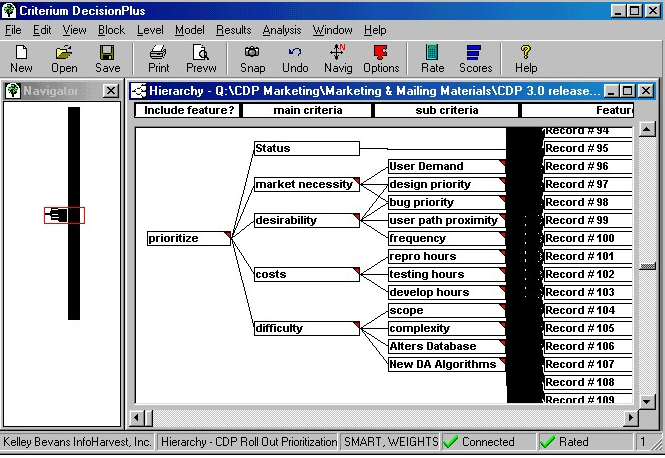 Criterium DecisionPlus
File Edit View Block Level Model Results Analysis Window Help
New Open Save Print Prevw Snap Undo Navig Options Rate Scores Help
Navigator
Hierarchy - Q:\CDP Marketing\Marketing & Mailing Materials\CDP 3.0 release...
Include feature? main criteria sub criteria Featur
Record # 94
Status Record # 95
User Demand Record # 96
market necessity design priority Record # 97
bug priority Record # 98
desirability user path proximity Record # 99
prioritize frequency Record # 100
repro hours Record # 101
costs testing hours Record # 102
develop hours Record # 103
scope Record # 104
difficulty complexity Record # 105
Alters Database Record # 106
New DA Algorithms Record # 107
Record # 108
Record # 109
Kelley Bevans InfoHarvest, Inc. Hierarchy - CDP Roll Out Prioritization SMART, WEIGHTS Connected Rated 1